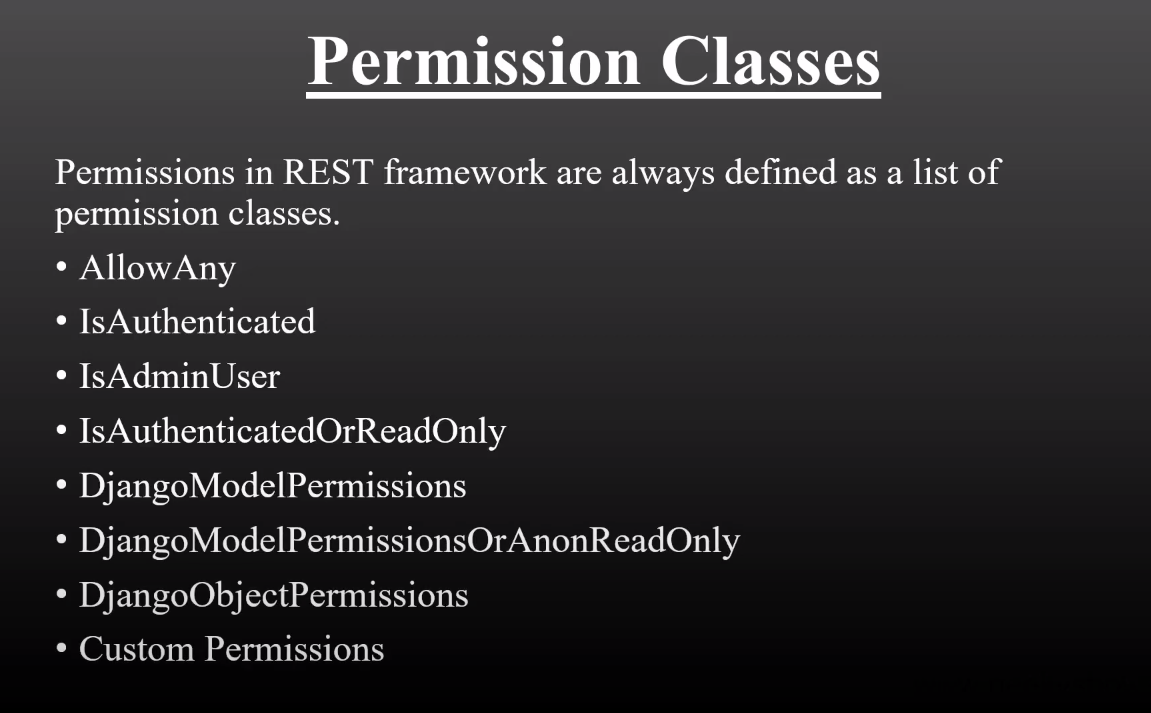 Permission Classes
Permissions in REST framework are always defined as a list of
permission classes.
• AllowAny
• IsAuthenticated
• IsAdminUser
• IsAuthenticatedOrReadOnly
• DjangoModelPermissions
• DjangoModelPermissionsOrAnonReadOnly
• DjangoObjectPermissions
• Custom Permissions